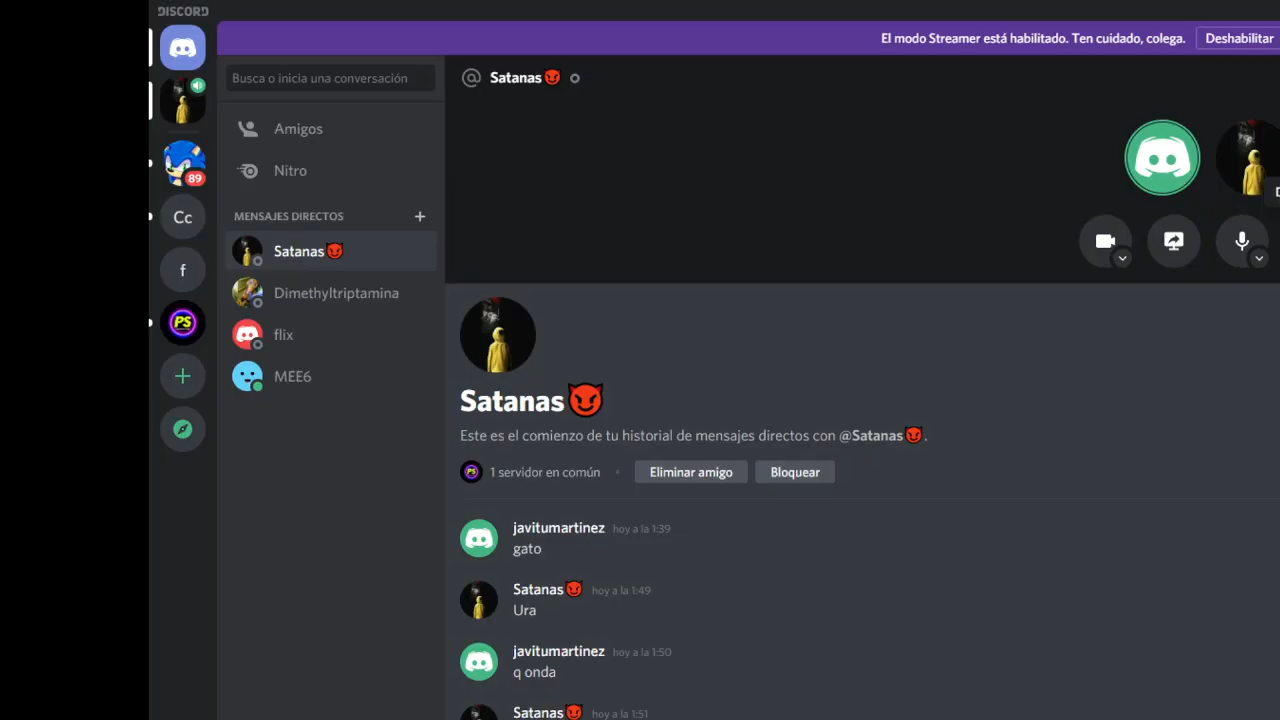 DISCORD
El modo Streamer está habilitado. Ten cuidado, colega.
Deshabilitar
Busca o inicia una conversación
@ Satanas😈
Amigos
Nitro
89
Cc
MENSAJES DIRECTOS +
Satanas😈
f
Dimethyltriptamina
PS
flix
MEE6
Satanas😈
Este es el comienzo de tu historial de mensajes directos con @Satanas😈.
PS 1 servidor en común
Eliminar amigo
Bloquear
javitumartinez hoy a la 1:39
gato
Satanas😈 hoy a la 1:49
Ura
javitumartinez hoy a la 1:50
q onda
Satanas😈 hoy a la 1:51